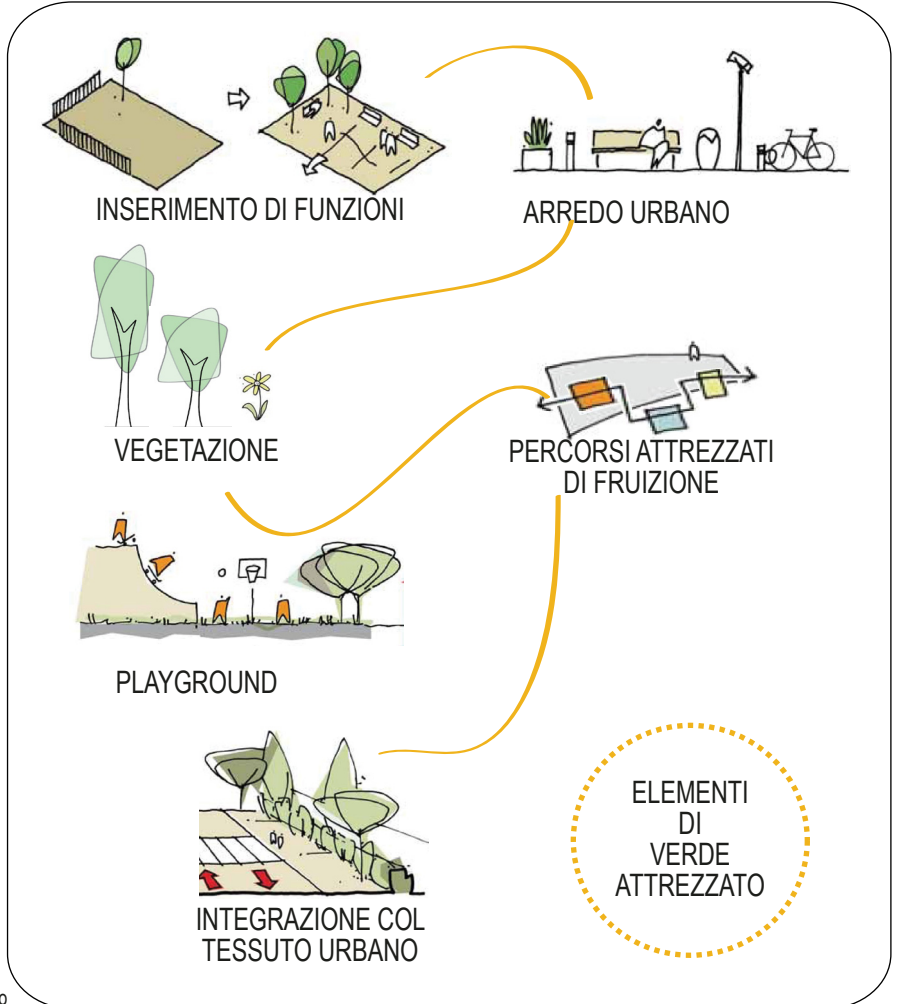 INSERIMENTO DI FUNZIONI
ARREDO URBANO
VEGETAZIONE
PERCORSI ATTREZZATI
DI FRUIZIONE
PLAYGROUND
INTEGRAZIONE COL
TESSUTO URBANO
ELEMENTI
DI
VERDE
ATTREZZATO